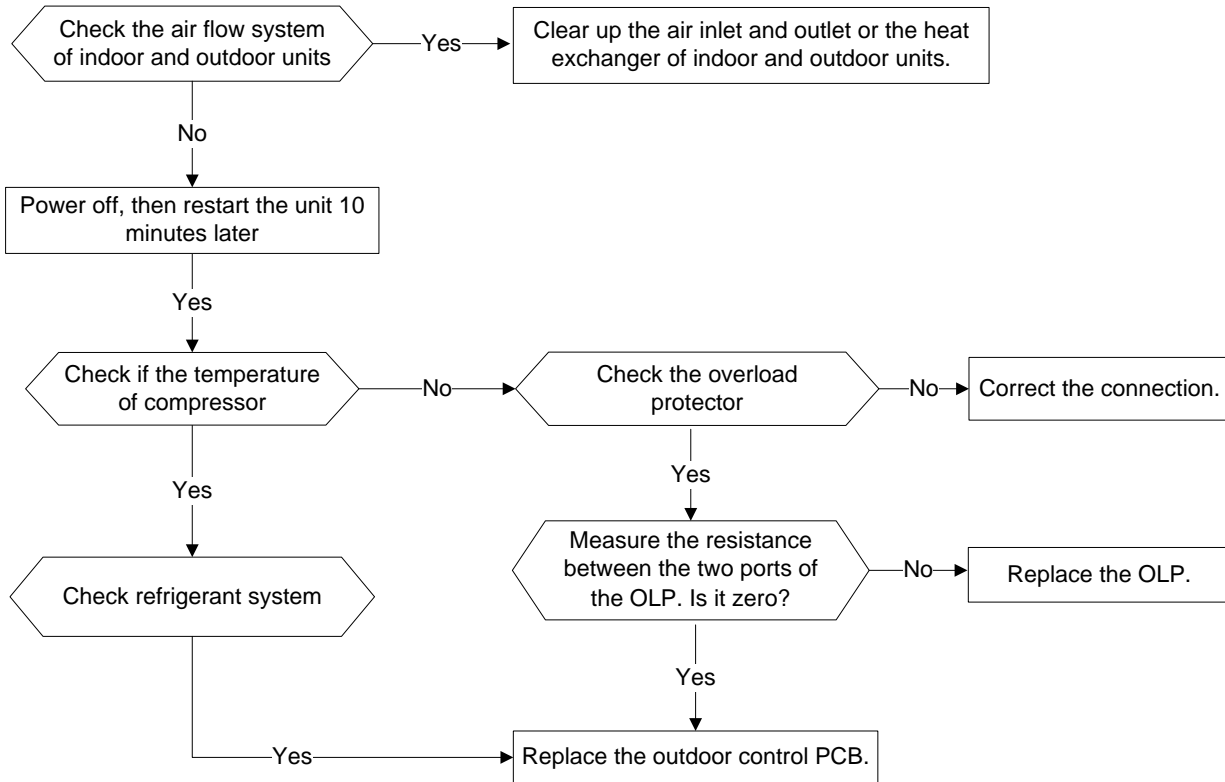 Check the air flow system
of indoor and outdoor units
Yes
Clear up the air inlet and outlet or the heat
exchanger of indoor and outdoor units.
No
Power off, then restart the unit 10
minutes later
Yes
Check if the temperature
of compressor
No
Check the overload
protector
No
Correct the connection.
Yes
Yes
Measure the resistance
between the two ports of
the OLP. Is it zero?
No
Replace the OLP.
Check refrigerant system
Yes
Yes
Replace the outdoor control PCB.